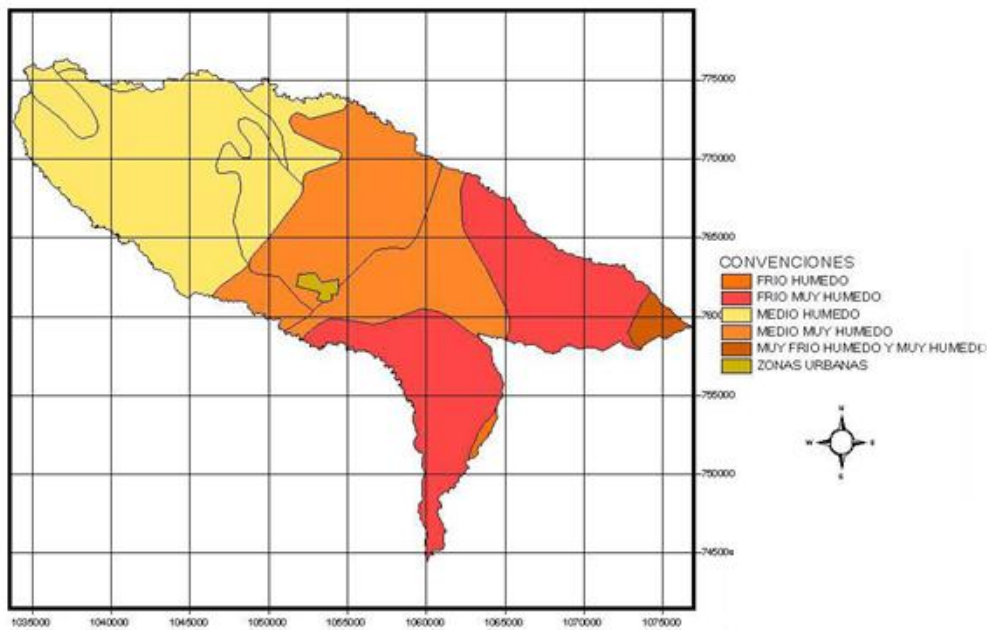 775000
770000
765000
CONVENCIONES
FRIO HUMEDO
FRIO MUY HUMEDO
MEDIO HUMEDO
MEDIO MUY HUMEDO
MUY FRIO HUMEDO Y MUY HUMED
ZONAS URBANAS
755000
N
W E
S
750000
1035000 1040000 1045000 1050000 1055000 1060000 1065000 1070000 1075000